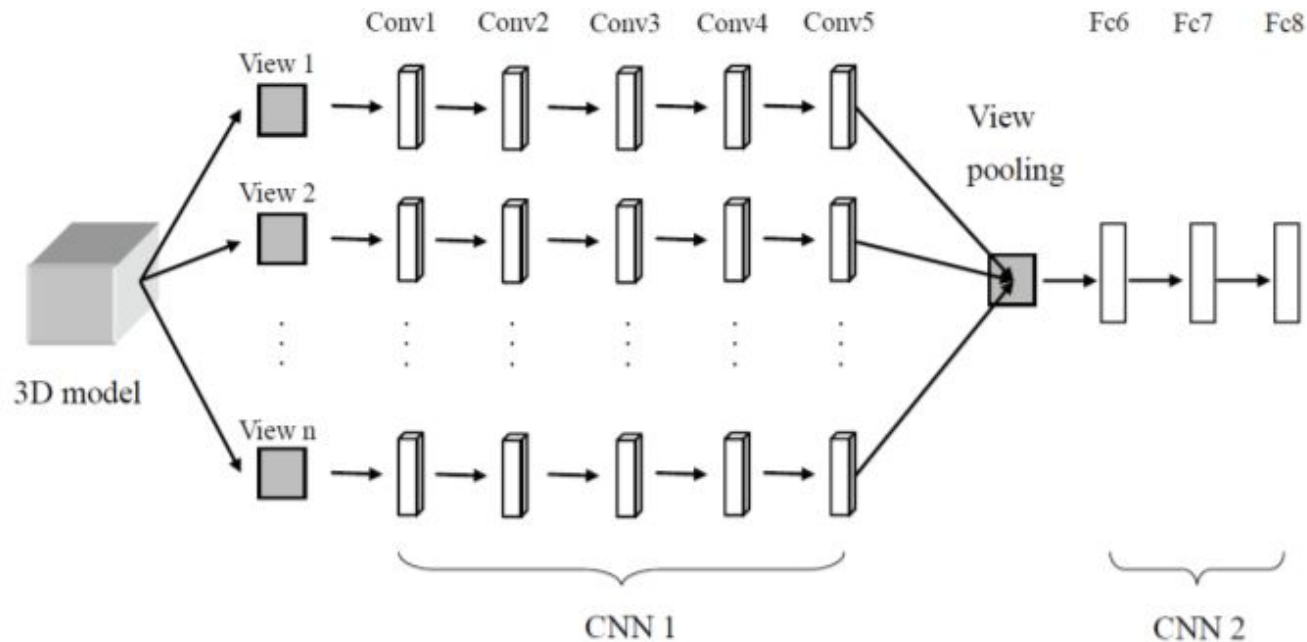 Conv1 Conv2 Conv3 Conv4 Conv5 Fc6 Fc7 Fc8
View 1
View
pooling
View 2
3D model
View n
CNN 1 CNN 2